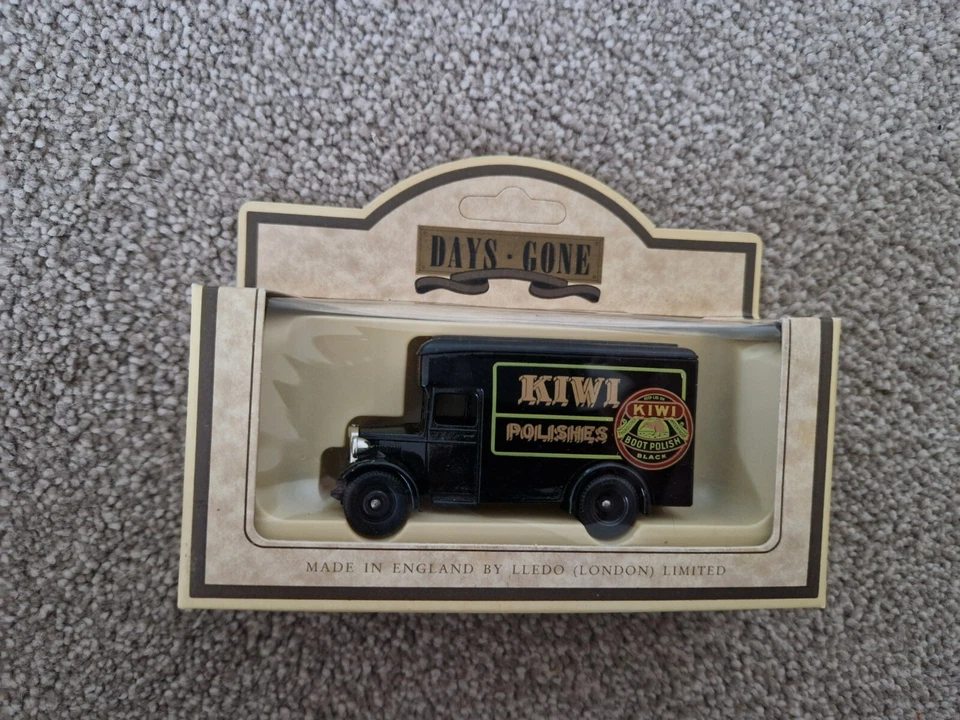 DAYS · GONE
KIWI
POLISHES
KIWI
BOOT POLISH
BLACK
MADE IN ENGLAND BY LLEDO (LONDON) LIMITED